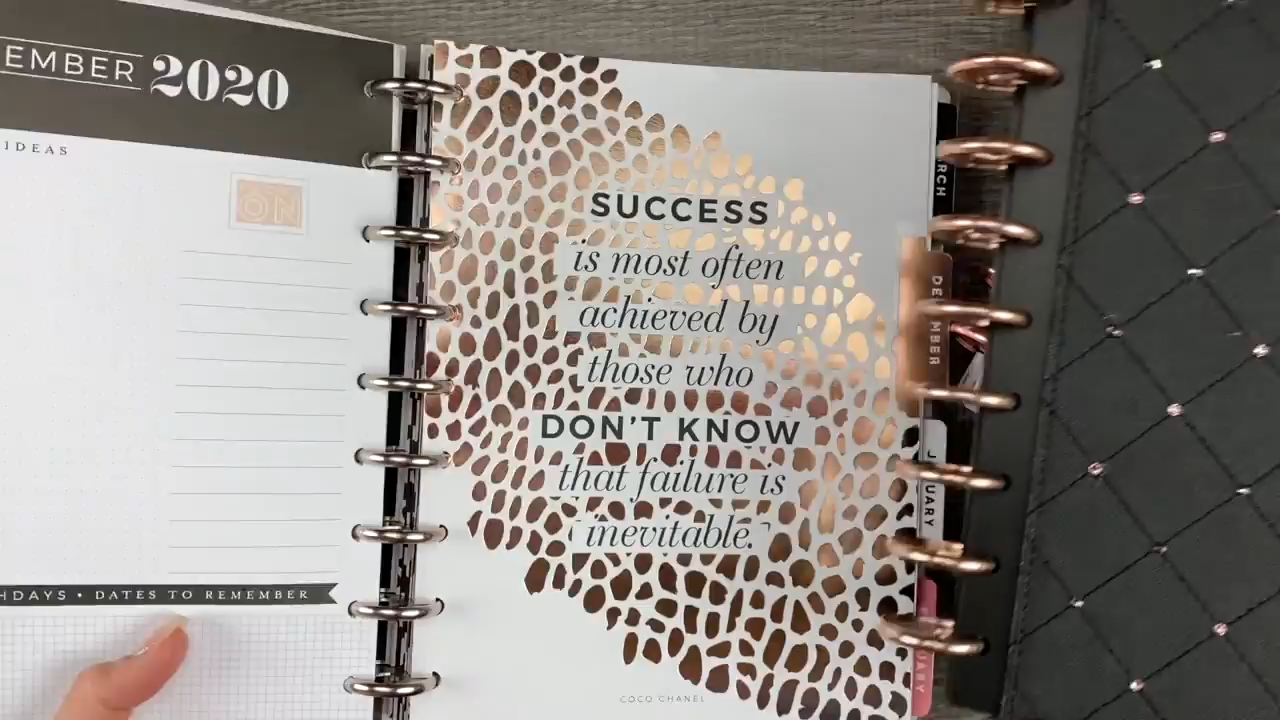 EMBER 2020
IDEAS
ON
HDAYS • DATES TO REMEMBER
SUCCESS
is most often
achieved by
those who
DON'T KNOW
that failure is
inevitable.
COCO CHANEL
RCH
DECEMBER
JANUARY